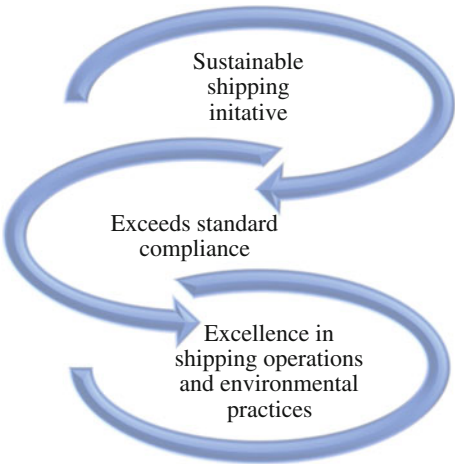 Sustainable
shipping
initative
Exceeds standard
compliance
Excellence in
shipping operations
and environmental
practices